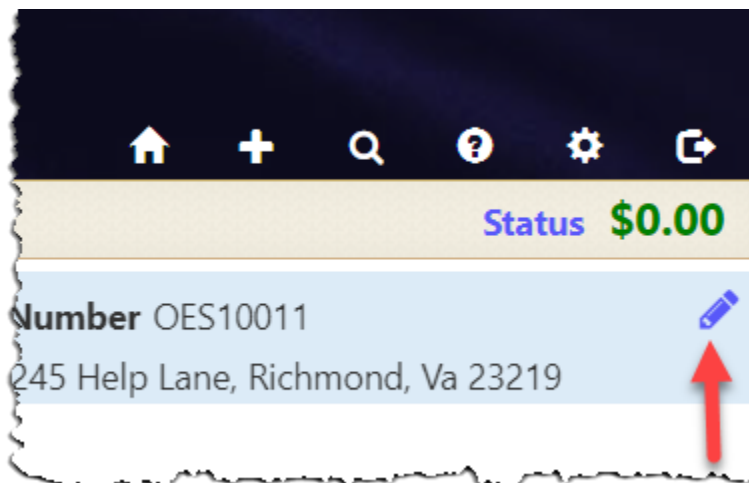 Status $0.00
Number OES10011
245 Help Lane, Richmond, Va 23219